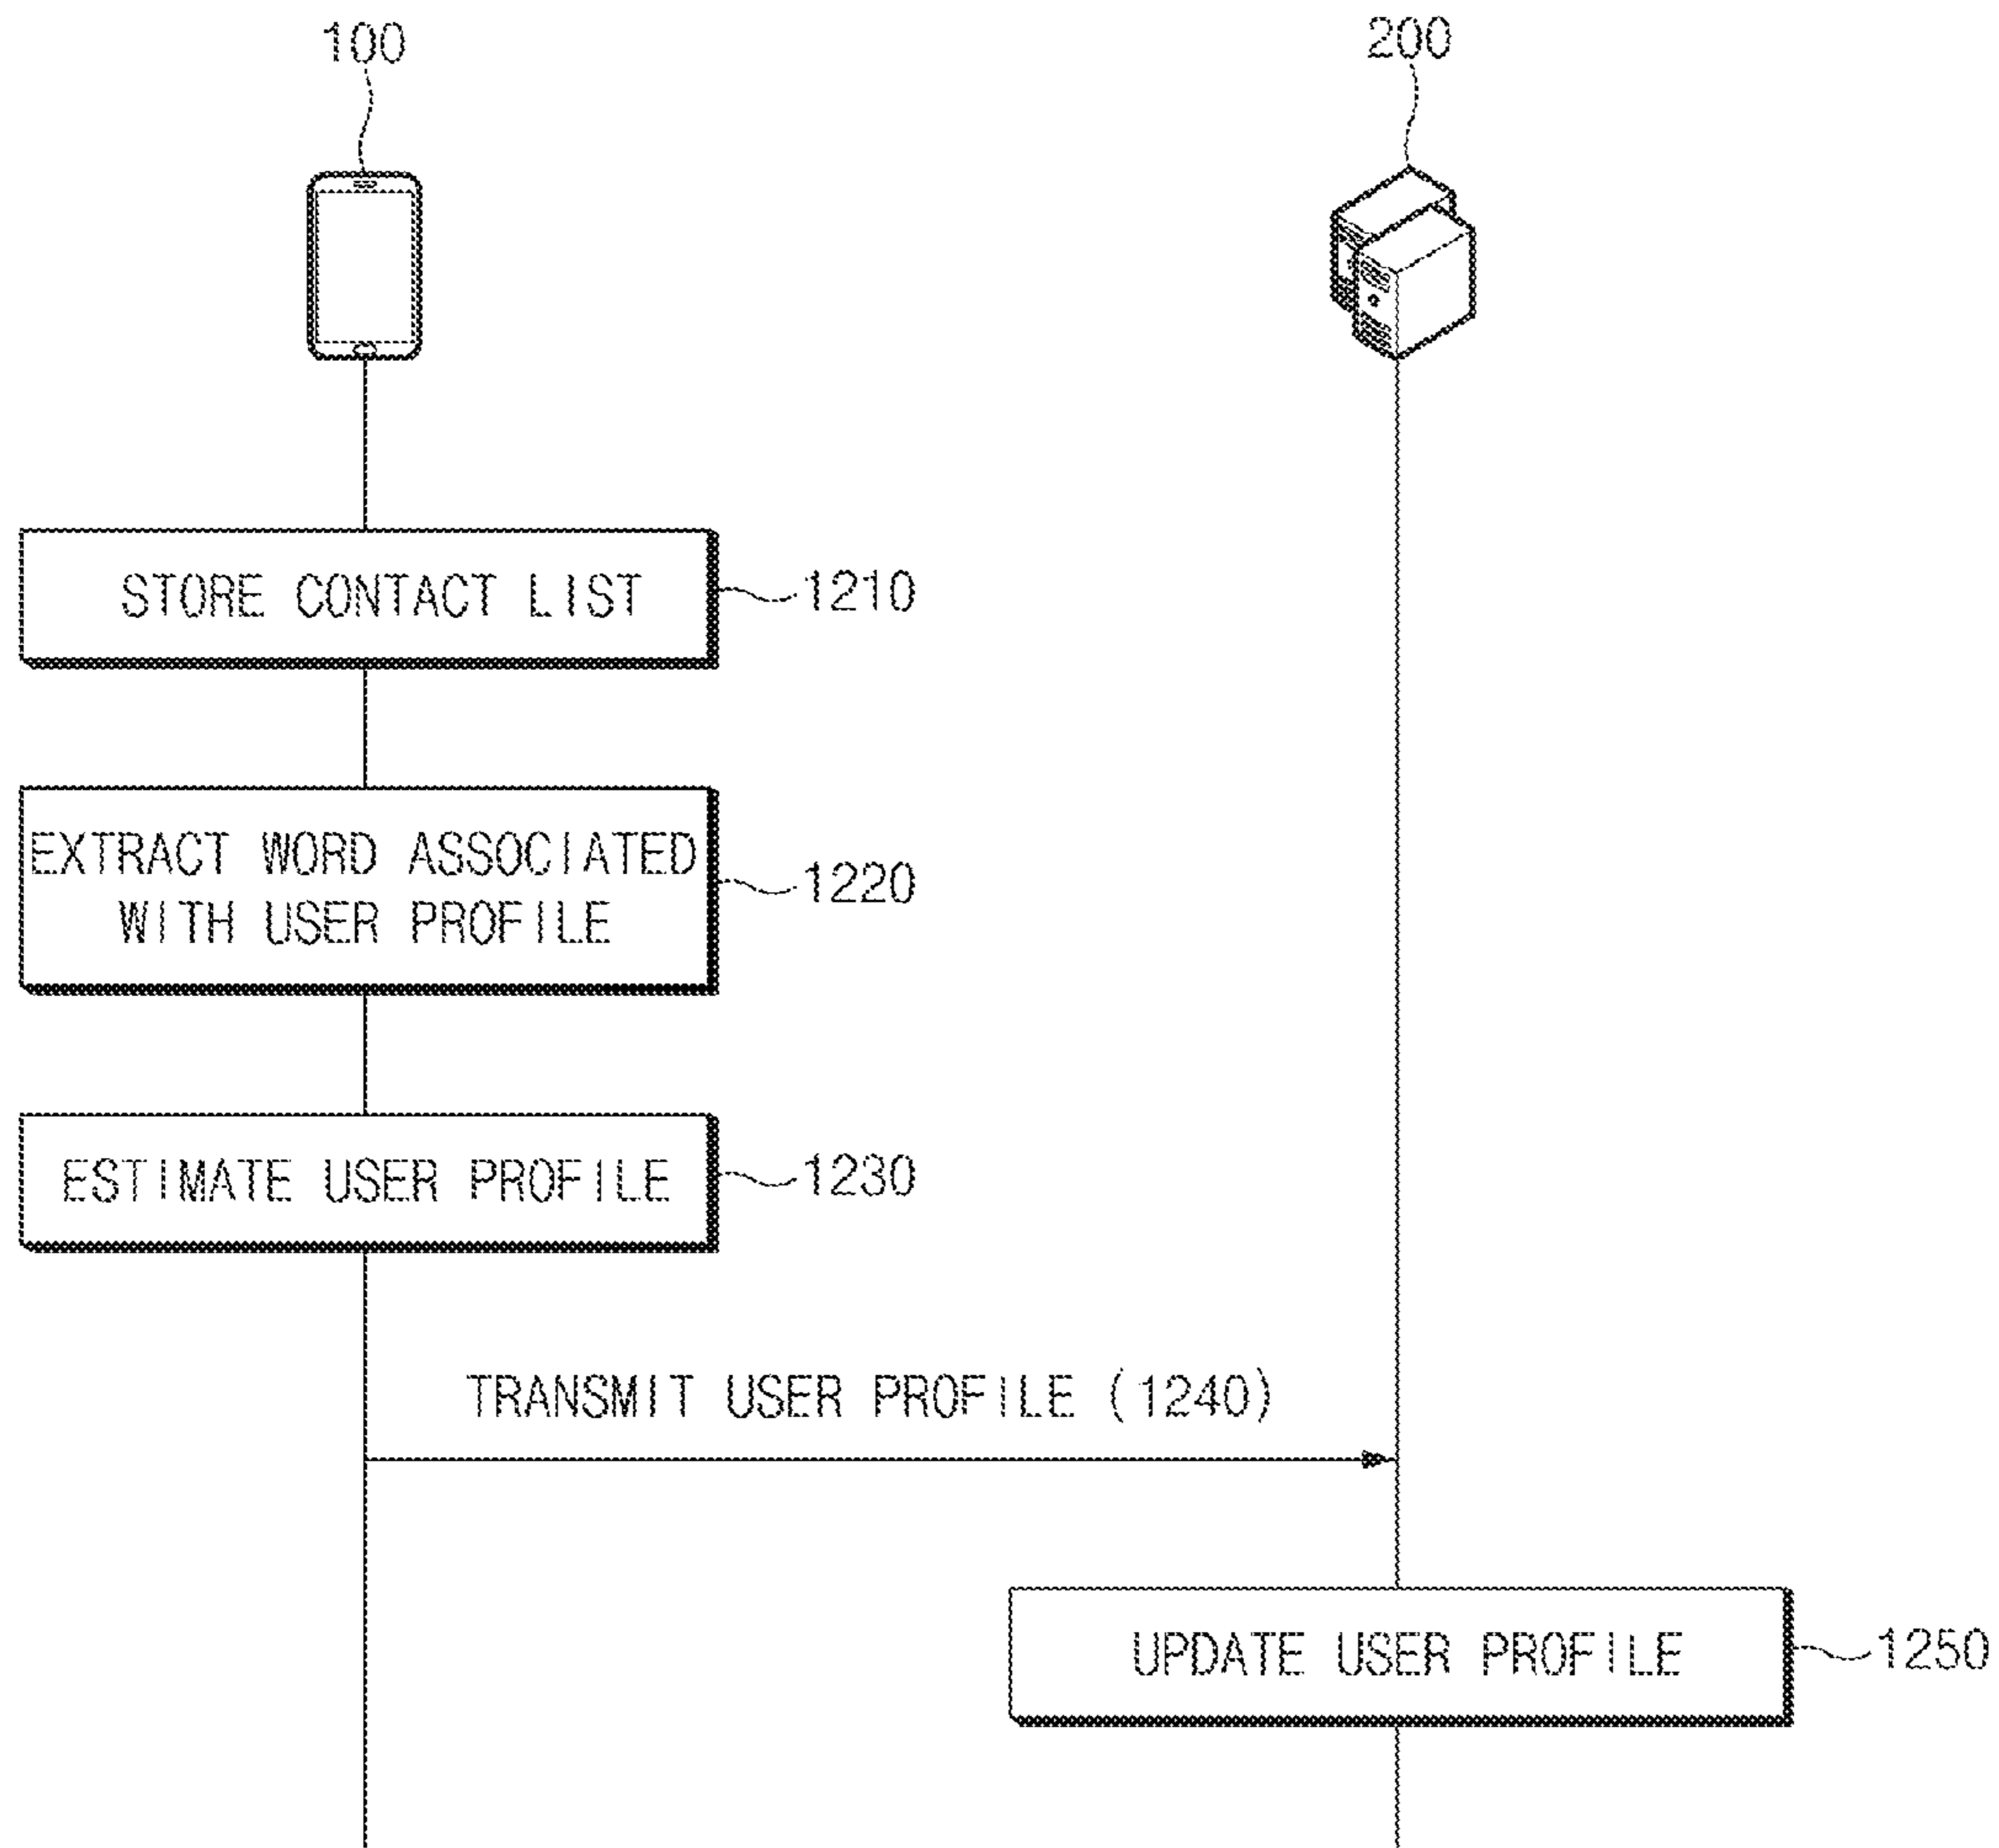 100
200
STORE CONTACT LIST
1210
EXTRACT WORD ASSOCIATED
WITH USER PROFILE
1220
ESTIMATE USER PROFILE
1230
TRANSMIT USER PROFILE (1240)
UPDATE USER PROFILE
1250